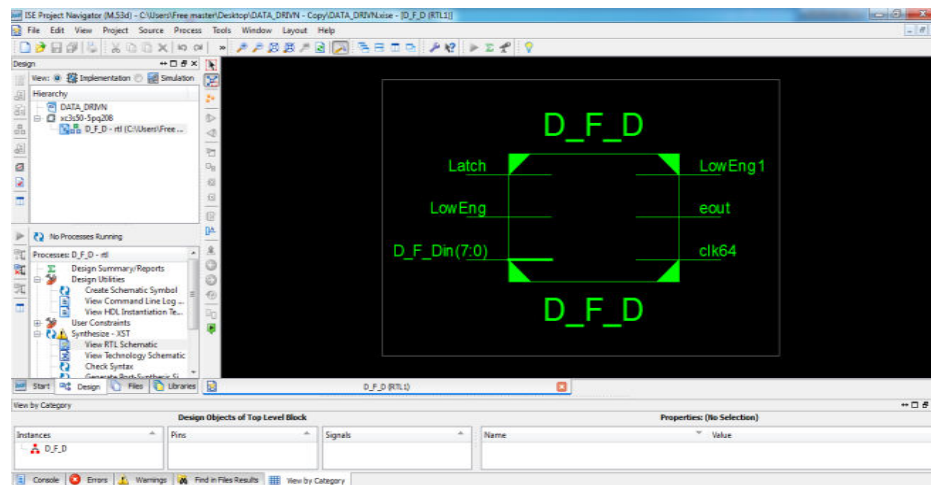 ISE Project Navigator (M.53d) - C:\Users\Free master\Desktop\DATA_DRIVN - Copy\DATA_DRIVN.xise - [D_F_D (RTL1)]
File Edit View Project Source Process Tools Window Layout Help
Design
View: Implementation Simulation
Hierarchy
DATA_DRIVN
xc3s50-5pq208
D_F_D - rtl (C:\Users\Free ...
No Processes Running
Processes: D_F_D - rtl
Design Summary/Reports
Design Utilities
Create Schematic Symbol
View Command Line Log ...
View HDL Instantiation Te...
User Constraints
Synthesize - XST
View RTL Schematic
View Technology Schematic
Check Syntax
Generate Post-Synthesis Si
Start Design Files Libraries
D_F_D
Latch LowEng1
LowEng eout
D_F_Din(7:0) clk64
D_F_D
D_F_D (RTL1)
View by Category
Design Objects of Top Level Block Properties: (No Selection)
Instances Pins Signals Name Value
D_F_D
Console Errors Warnings Find in Files Results View by Category